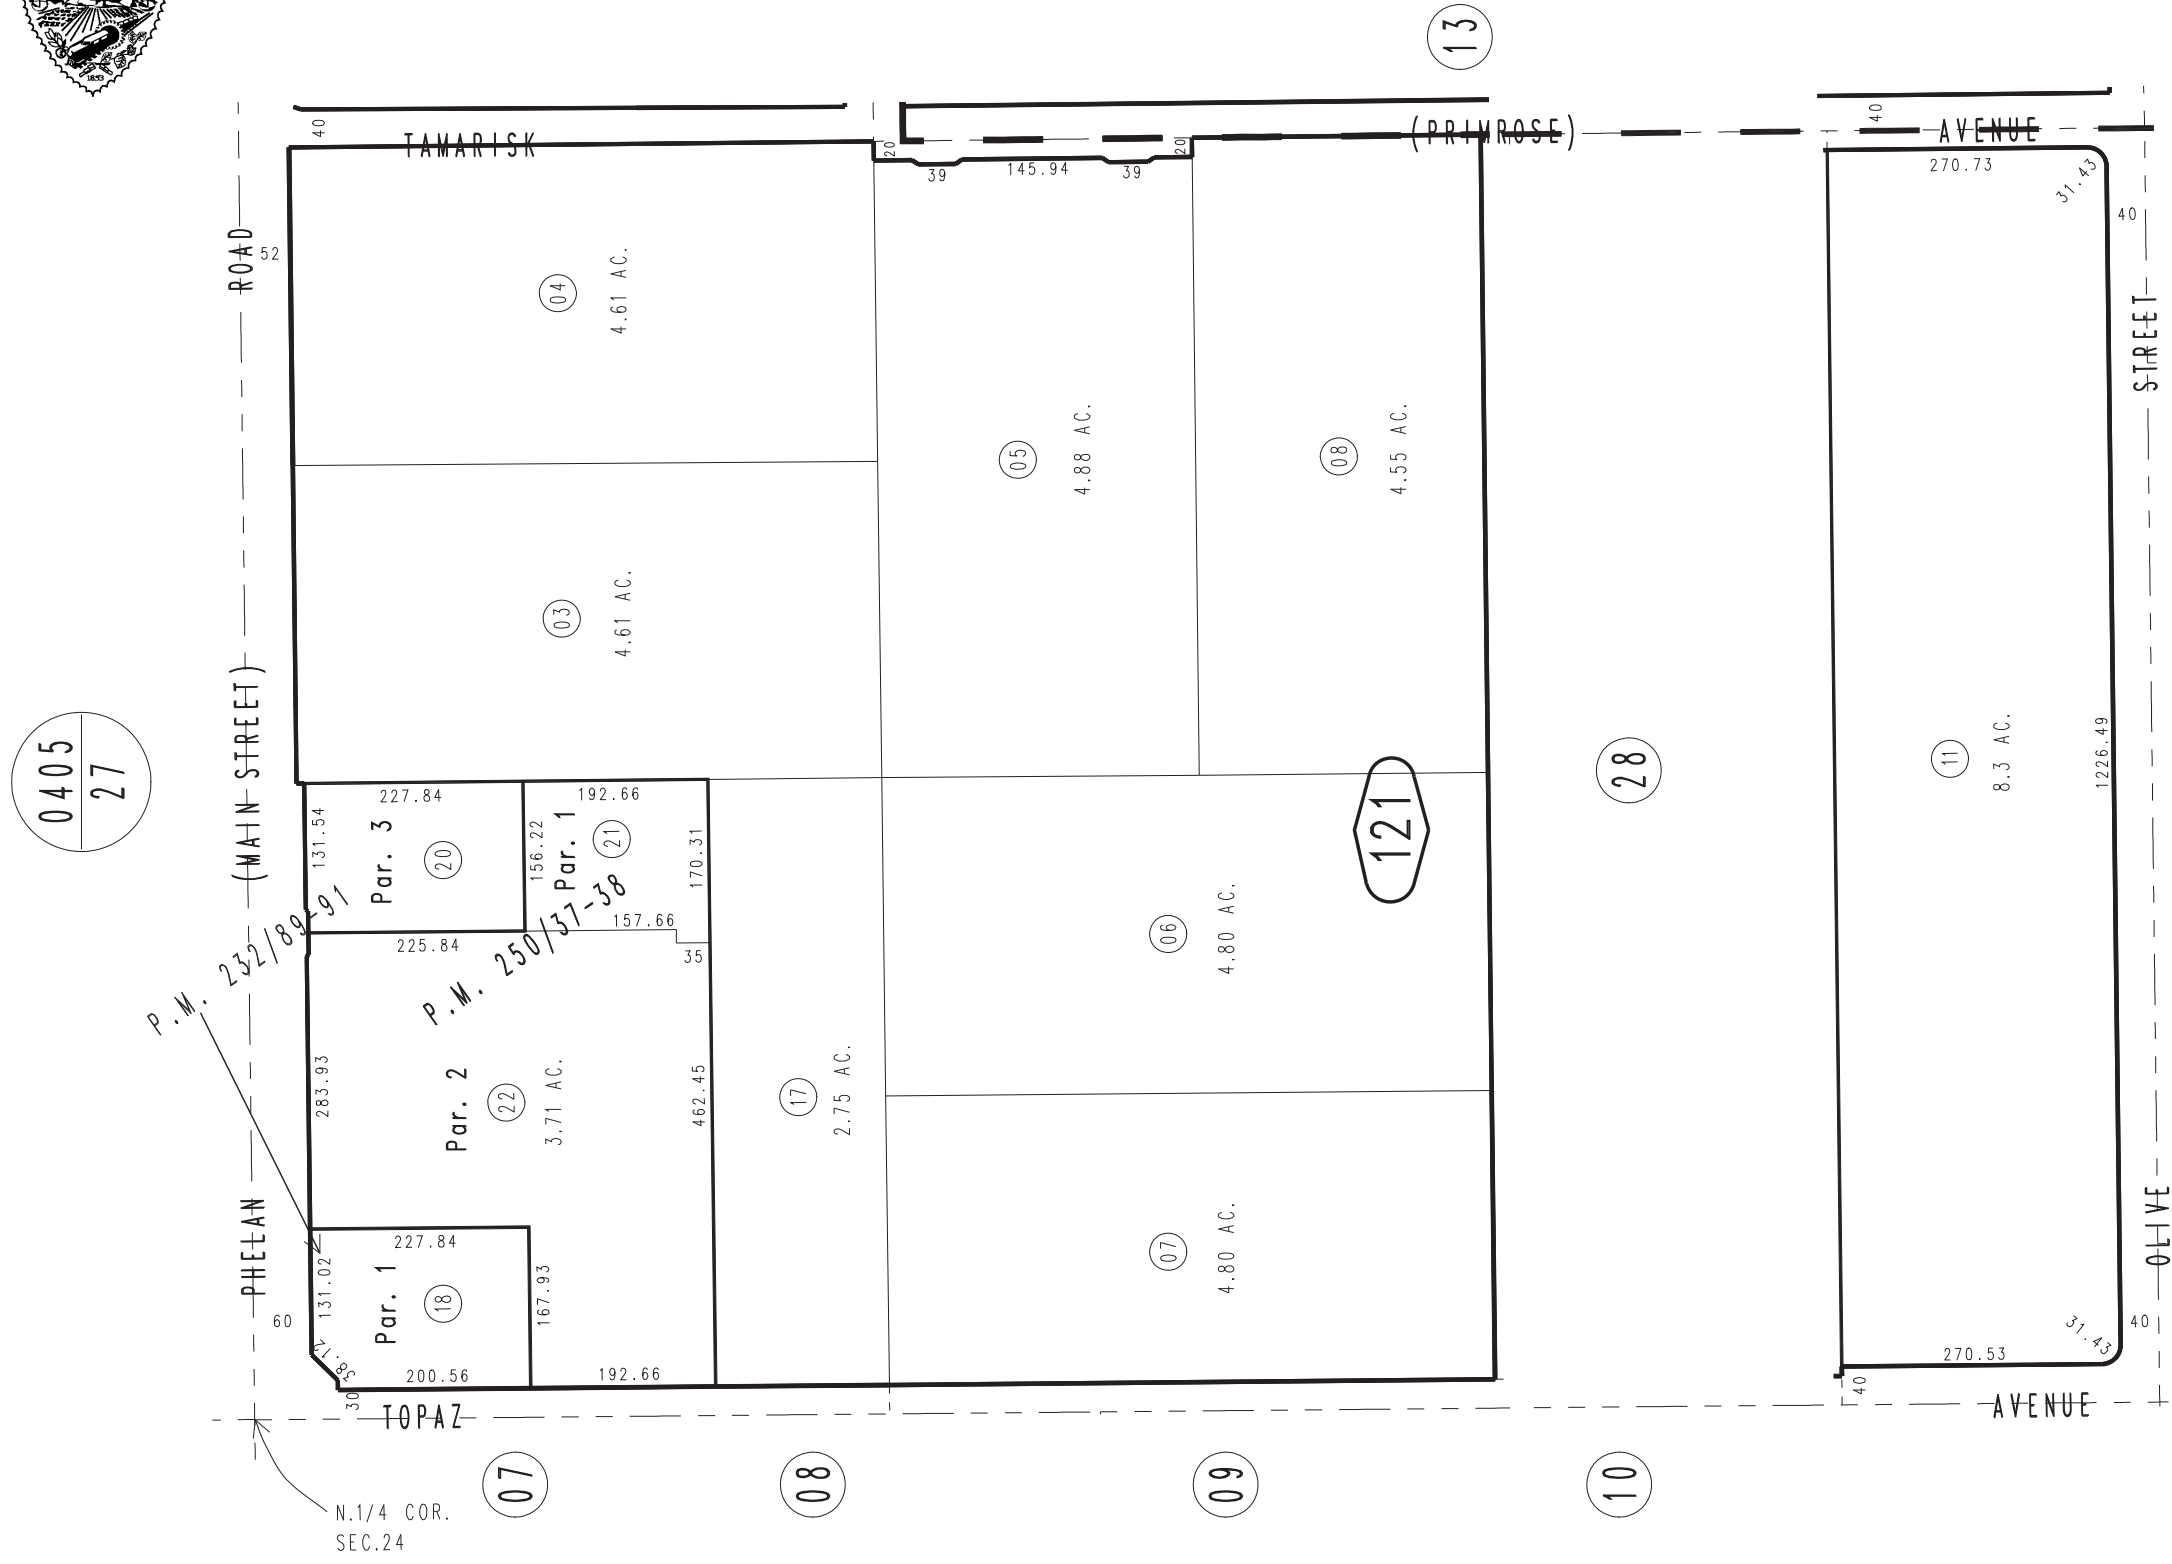 1853
13
40
TAMARISK
(PRIMROSE)
AVENUE
40
20
20
39
145.94
39
270.73
31.43
40
ROAD
52
04
4.61 AC.
STREET
05
4.88 AC.
08
4.55 AC.
03
4.61 AC.
0405
27
(MAIN STREET)
227.84
192.66
131.54
Par. 3
20
156.22
Par. 1
21
170.31
121
28
11
8.3 AC.
1226.49
P.M. 232/89-91
225.84
P.M. 250/37-38
157.66
35
06
4.80 AC.
283.93
Par. 2
22
3.71 AC.
462.45
17
2.75 AC.
PHELAN
227.84
131.02
Par. 1
18
167.93
07
4.80 AC.
OLIVE
60
38.12
200.56
192.66
30
TOPAZ
270.53
31.43
40
40
AVENUE
07
08
09
10
N.1/4 COR.
SEC.24